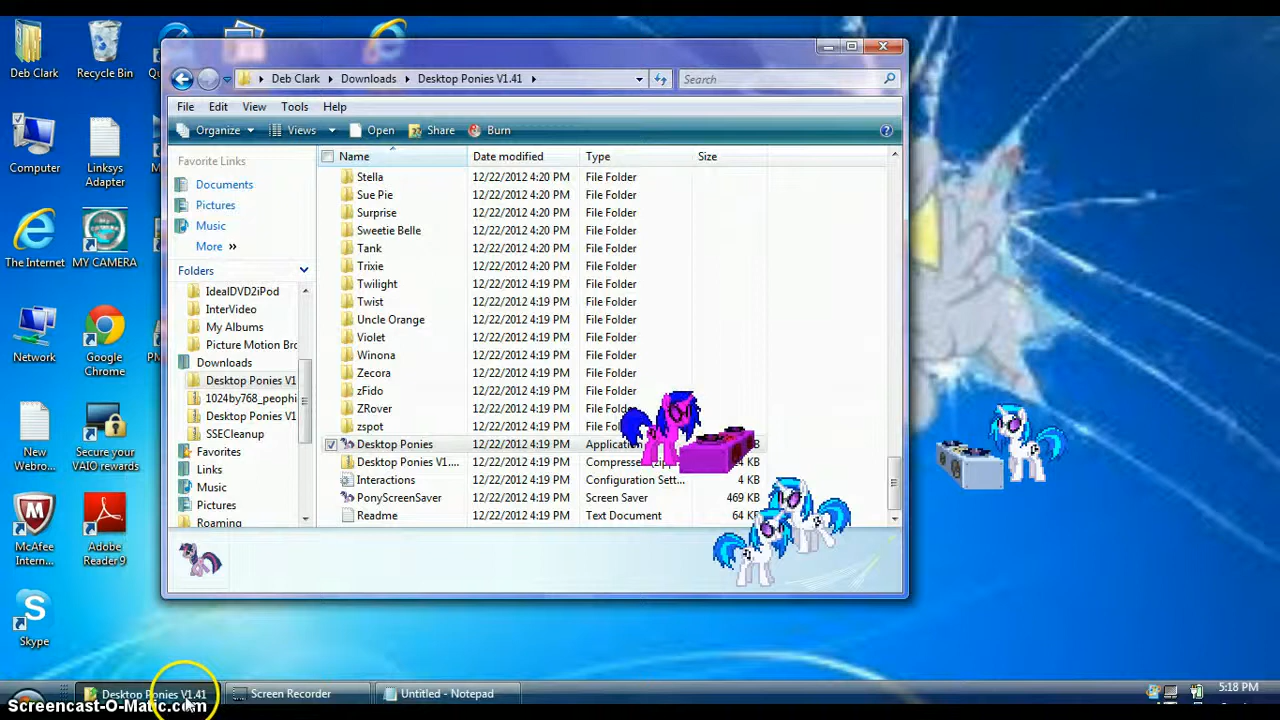 Deb Clark
Recycle Bin
Computer
Linksys
Adapter
The Internet
MY CAMERA
Network
Google
Chrome
New
Webro...
Secure your
VAIO rewards
McAfee
Intern...
Adobe
Reader 9
Skype
Deb Clark
Downloads
Desktop Ponies V1.41
Search
File Edit View Tools Help
Organize Views Open Share Burn
Favorite Links
Documents
Pictures
Music
More »
Folders
IdealDVD2iPod
InterVideo
My Albums
Picture Motion Bro
Downloads
Desktop Ponies V1
1024by768_peophi
Desktop Ponies V1
SSECleanup
Favorites
Links
Music
Pictures
Roaming
Name Date modified Type Size
Stella 12/22/2012 4:20 PM File Folder
Sue Pie 12/22/2012 4:20 PM File Folder
Surprise 12/22/2012 4:20 PM File Folder
Sweetie Belle 12/22/2012 4:20 PM File Folder
Tank 12/22/2012 4:20 PM File Folder
Trixie 12/22/2012 4:20 PM File Folder
Twilight 12/22/2012 4:19 PM File Folder
Twist 12/22/2012 4:19 PM File Folder
Uncle Orange 12/22/2012 4:19 PM File Folder
Violet 12/22/2012 4:19 PM File Folder
Winona 12/22/2012 4:19 PM File Folder
Zecora 12/22/2012 4:19 PM File Folder
zFido 12/22/2012 4:19 PM File Folder
ZRover 12/22/2012 4:19 PM File Folde
zspot 12/22/2012 4:19 PM File Fo
Desktop Ponies 12/22/2012 4:19 PM Applicati
Desktop Ponies V1.... 12/22/2012 4:19 PM Compresse KB
Interactions 12/22/2012 4:19 PM Configuration Sett... 4 KB
PonyScreenSaver 12/22/2012 4:19 PM Screen Saver 469 KB
Readme 12/22/2012 4:19 PM Text Document 64 KB
Desktop Ponies V1.41
Screen Recorder
Untitled - Notepad
5:18 PM
Screencast-O-Matic.com